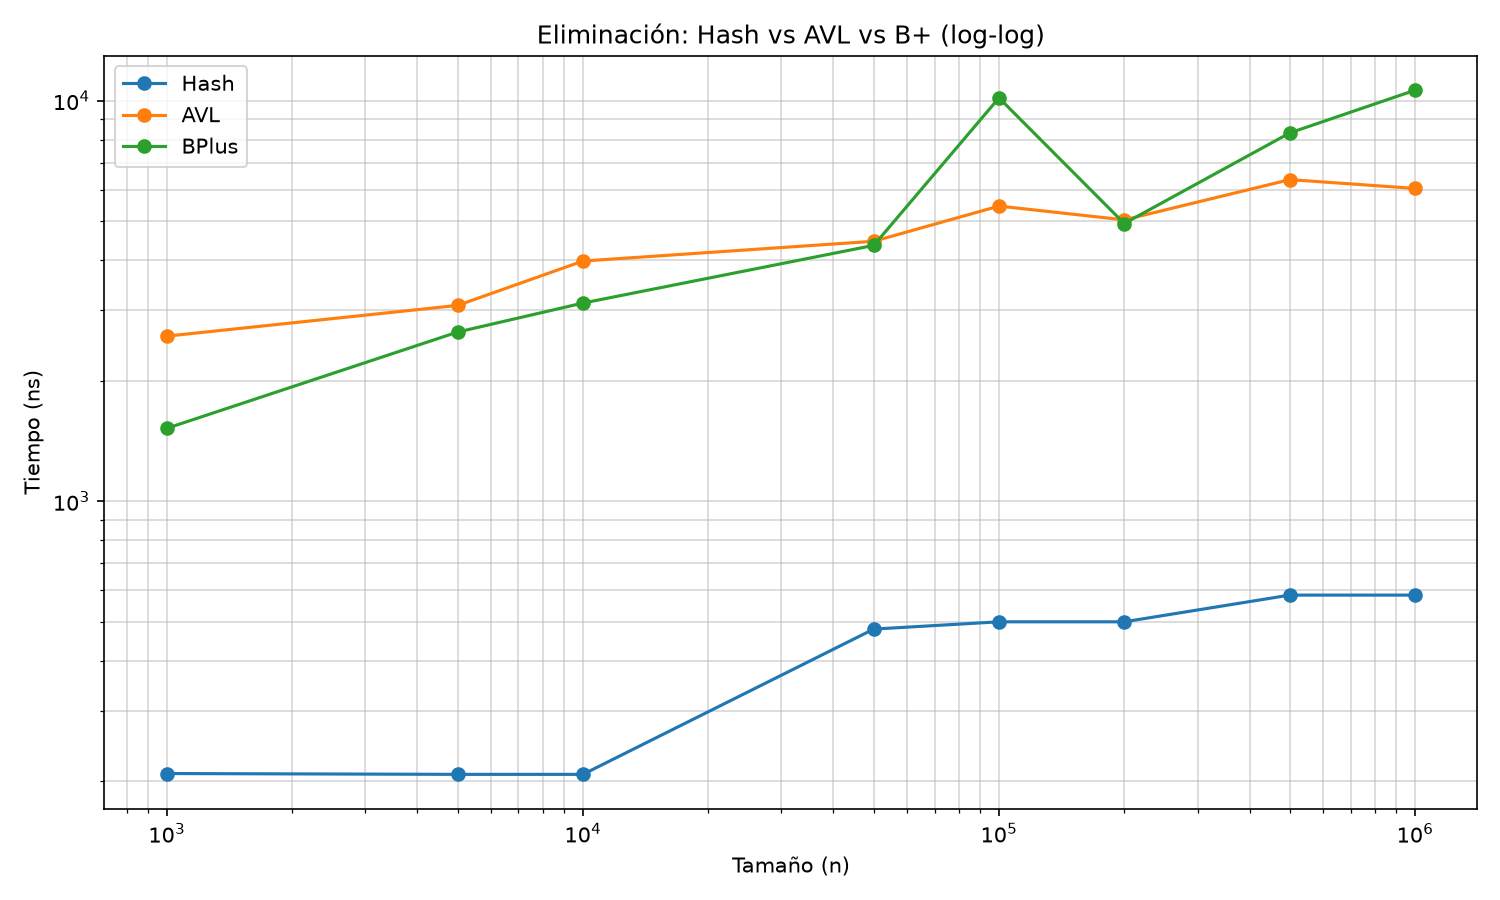 Eliminación: Hash vs AVL vs B+ (log-log)
Hash
AVL
BPlus
10⁴
10³
Tiempo (ns)
10³ 10⁴ 10⁵ 10⁶
Tamaño (n)